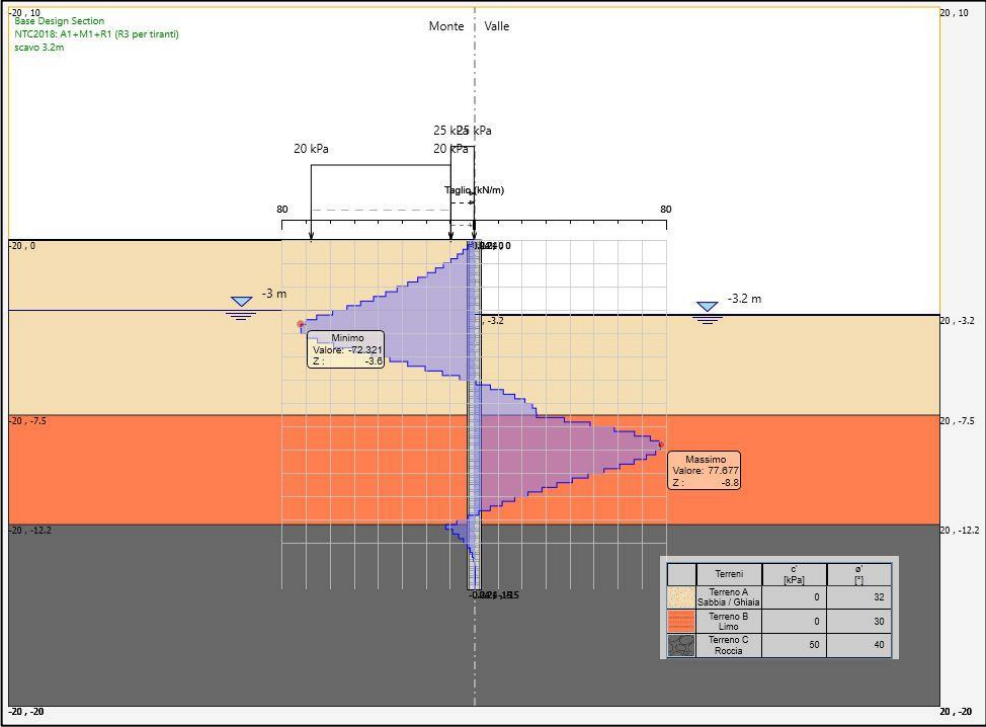 -20 , 10
20 , 10
Base Design Section
NTC2018: A1+M1+R1 (R3 per tiranti)
scavo 3.2m
Monte
Valle
20 kPa
20 kPa
Taglio (kN/m)
80
80
-20 , 0
-3 m
-3.2 m
, -3.2
20 , -3.2
Minimo
Valore: -72.321
Z : -3.6
-20 , -7.5
20 , -7.5
Massimo
Valore: 77.677
Z : -8.8
-20 , -12.2
20 , -12.2
Terreni c' [kPa] ø' [°]
Terreno A
Sabbia / Ghiaia 0 32
Terreno B
Limo 0 30
Terreno C
Roccia 50 40
-20 , -20
20 , -20